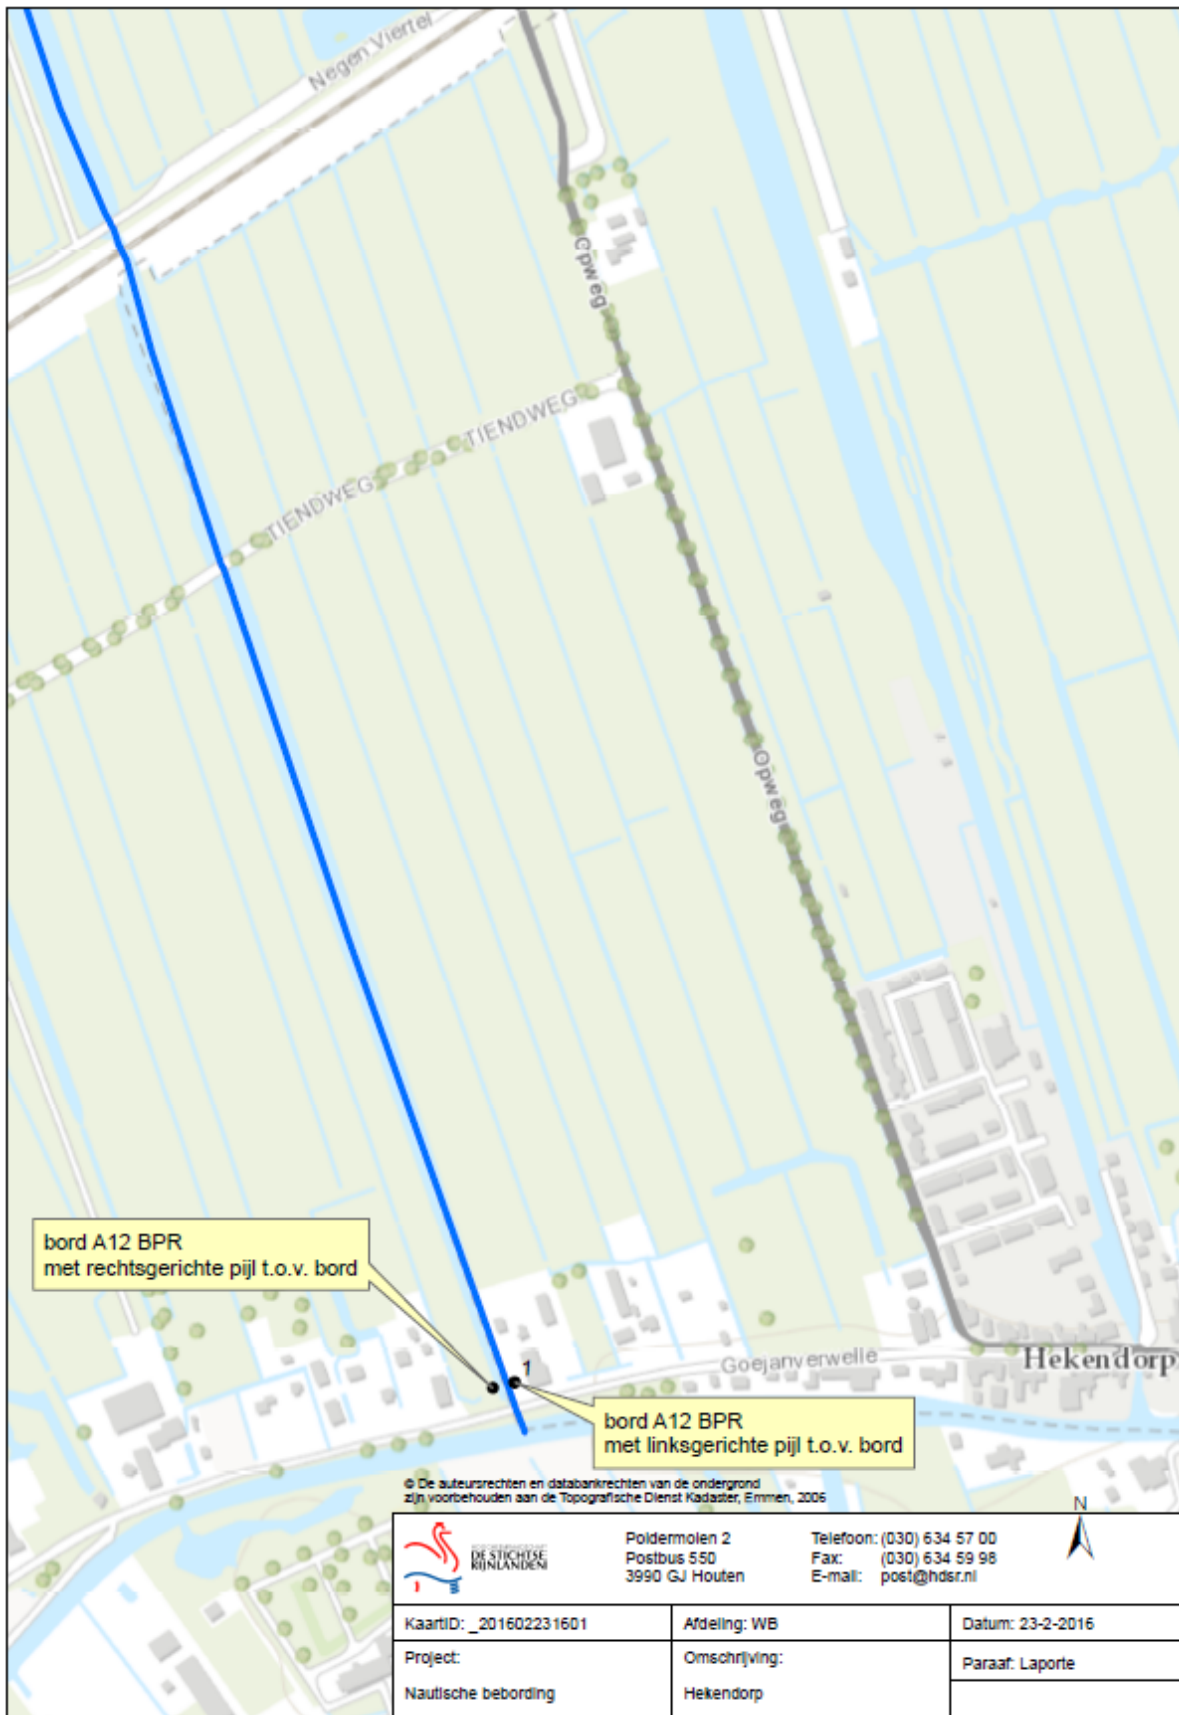 Negen Viertel
Opweg
TIENDWEG
TIENDWEG
Opweg
bord A12 BPR
met rechtsgerichte pijl t.o.v. bord
1
Goejanverwelle
Hekendorp
bord A12 BPR
met linksgerichte pijl t.o.v. bord
© De auteursrechten en databankrechten van de ondergrond
zijn voorbehouden aan de Topografische Dienst Kadaster, Emmen, 2006
N
DE STICHTSE
RIJNLANDEN
Poldermolen 2
Postbus 550
3990 GJ Houten
Telefoon: (030) 634 57 00
Fax: (030) 634 59 98
E-mail: post@hdsr.nl
KaartID: _201602231601
Afdeling: WB
Datum: 23-2-2016
Project:
Nautische bebording
Omschrijving:
Hekendorp
Paraaf: Laporte